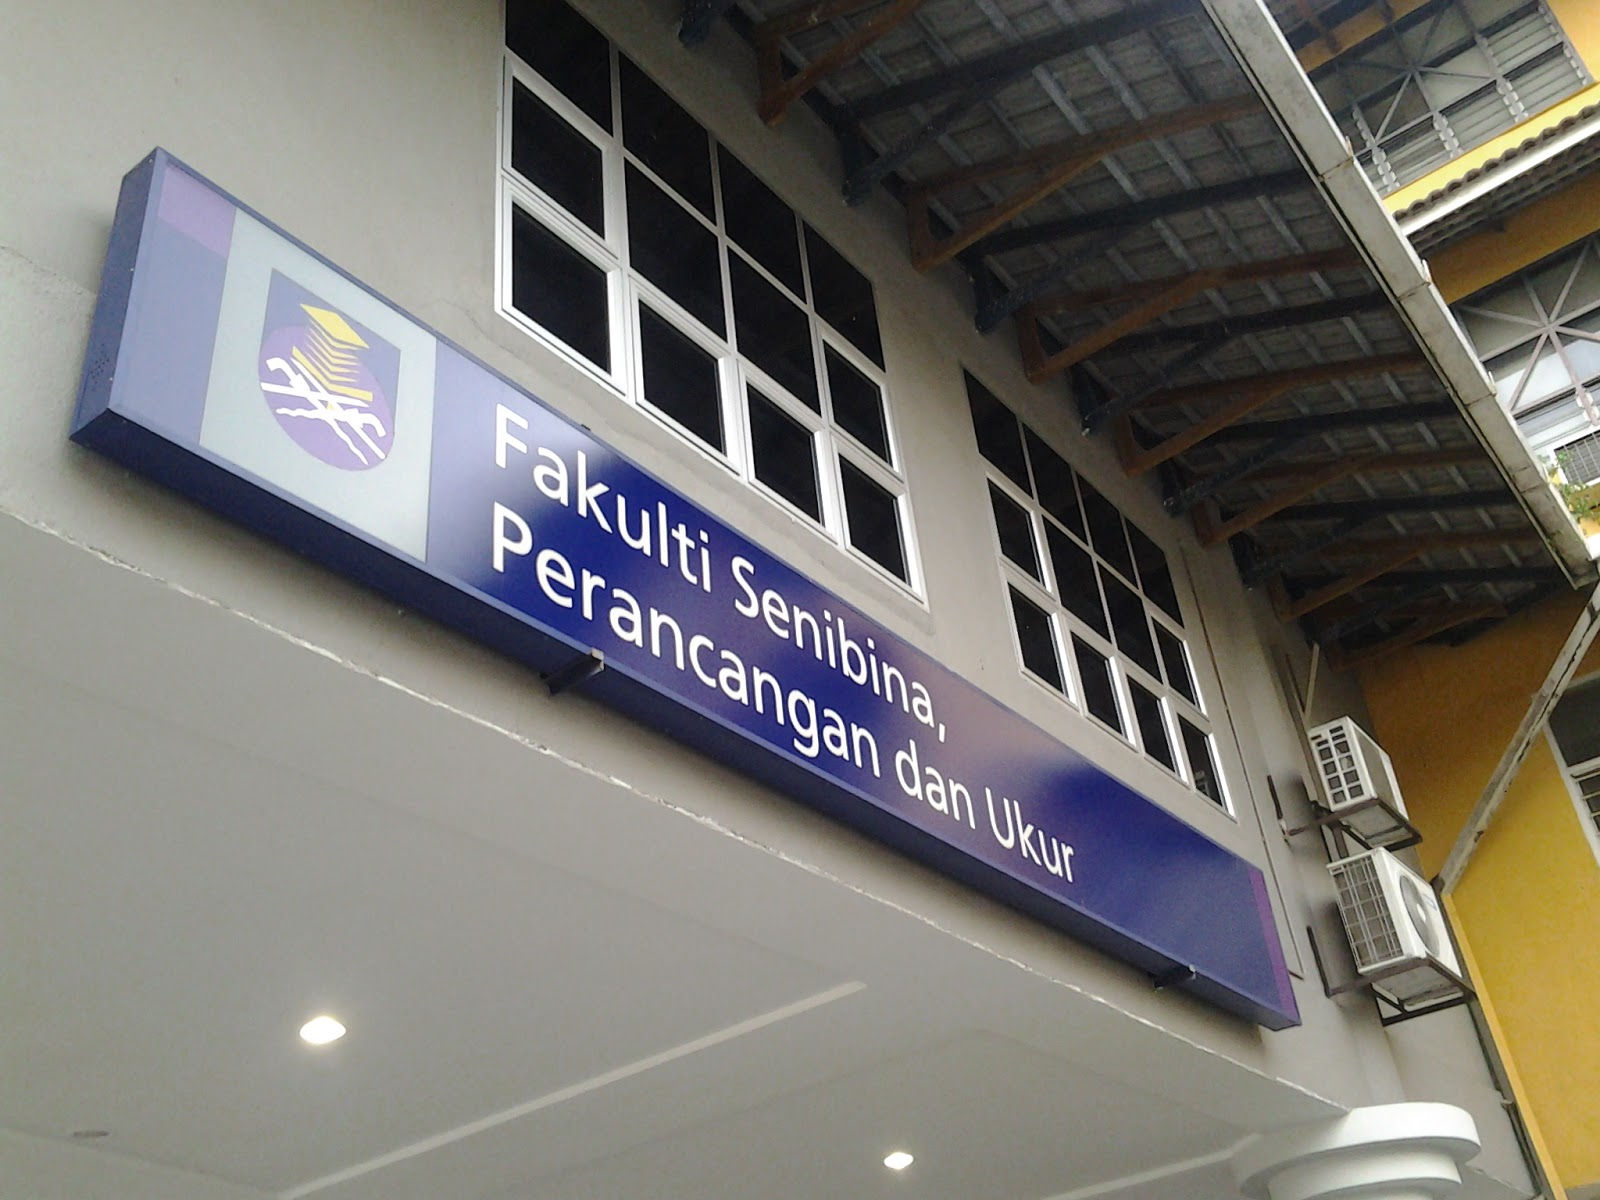 Fakulti Senibina,
Perancangan dan Ukur